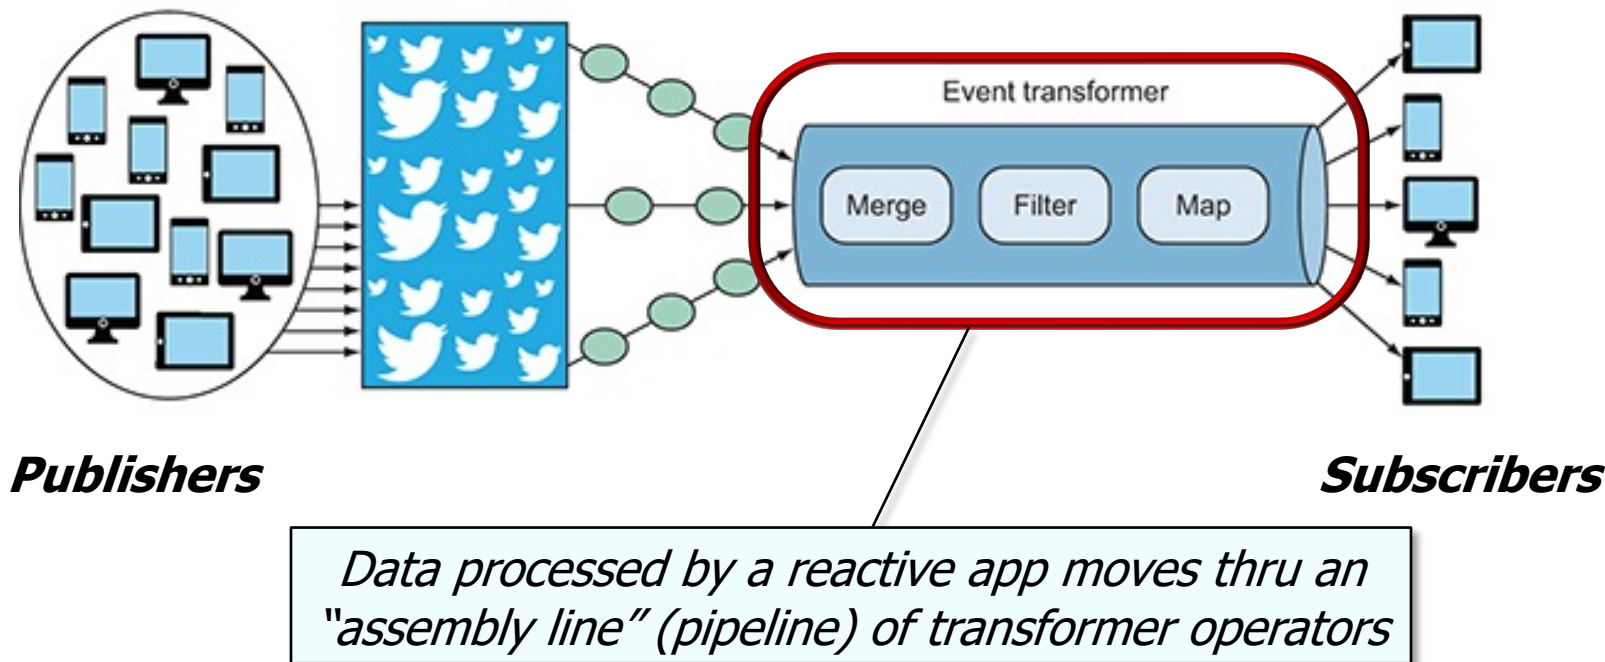 Event transformer
Merge
Filter
Map
Publishers
Subscribers
Data processed by a reactive app moves thru an
“assembly line” (pipeline) of transformer operators